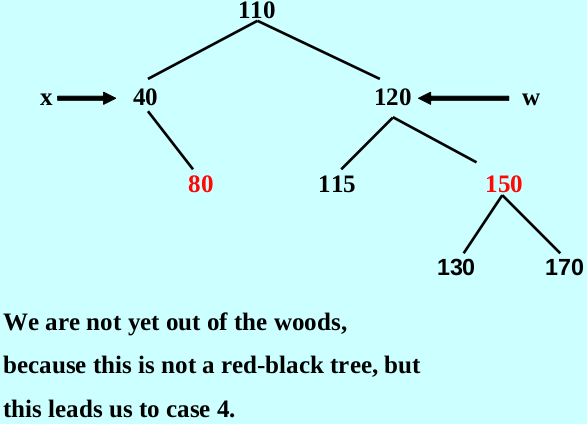 110
x 40 120 w
80 115 150
130 170
We are not yet out of the woods,
because this is not a red-black tree, but
this leads us to case 4.